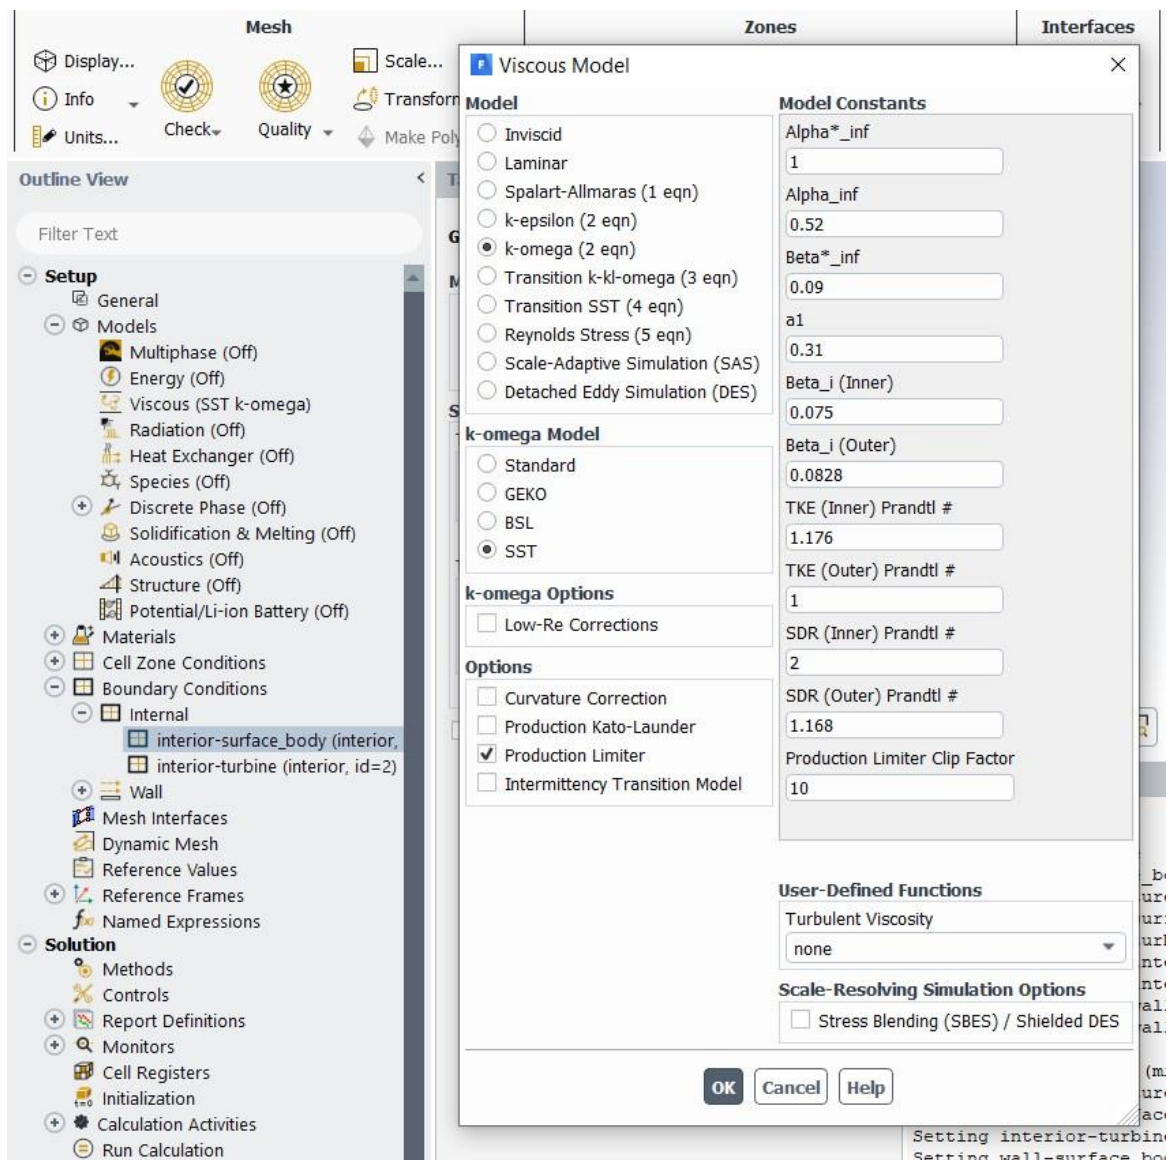 Mesh
Zones
Interfaces
Display...
Info
Units...
Check
Quality
Scale...
Transform
Make Poly
Outline View
Filter Text
Setup
General
Models
Multiphase (Off)
Energy (Off)
Viscous (SST k-omega)
Radiation (Off)
Heat Exchanger (Off)
Species (Off)
Discrete Phase (Off)
Solidification & Melting (Off)
Acoustics (Off)
Structure (Off)
Potential/Li-ion Battery (Off)
Materials
Cell Zone Conditions
Boundary Conditions
Internal
interior-surface_body (interior,
interior-turbine (interior, id=2)
Wall
Mesh Interfaces
Dynamic Mesh
Reference Values
Reference Frames
Named Expressions
Solution
Methods
Controls
Report Definitions
Monitors
Cell Registers
Initialization
Calculation Activities
Run Calculation
Viscous Model
Model
Inviscid
Laminar
Spalart-Allmaras (1 eqn)
k-epsilon (2 eqn)
k-omega (2 eqn)
Transition k-kl-omega (3 eqn)
Transition SST (4 eqn)
Reynolds Stress (5 eqn)
Scale-Adaptive Simulation (SAS)
Detached Eddy Simulation (DES)
k-omega Model
Standard
GEKO
BSL
SST
k-omega Options
Low-Re Corrections
Options
Curvature Correction
Production Kato-Launder
Production Limiter
Intermittency Transition Model
Model Constants
Alpha*_inf
1
Alpha_inf
0.52
Beta*_inf
0.09
a1
0.31
Beta_i (Inner)
0.075
Beta_i (Outer)
0.0828
TKE (Inner) Prandtl #
1.176
TKE (Outer) Prandtl #
1
SDR (Inner) Prandtl #
2
SDR (Outer) Prandtl #
1.168
Production Limiter Clip Factor
10
User-Defined Functions
Turbulent Viscosity
none
Scale-Resolving Simulation Options
Stress Blending (SBES) / Shielded DES
OK
Cancel
Help
Setting interior-turbine
Setting wall-surface_bo